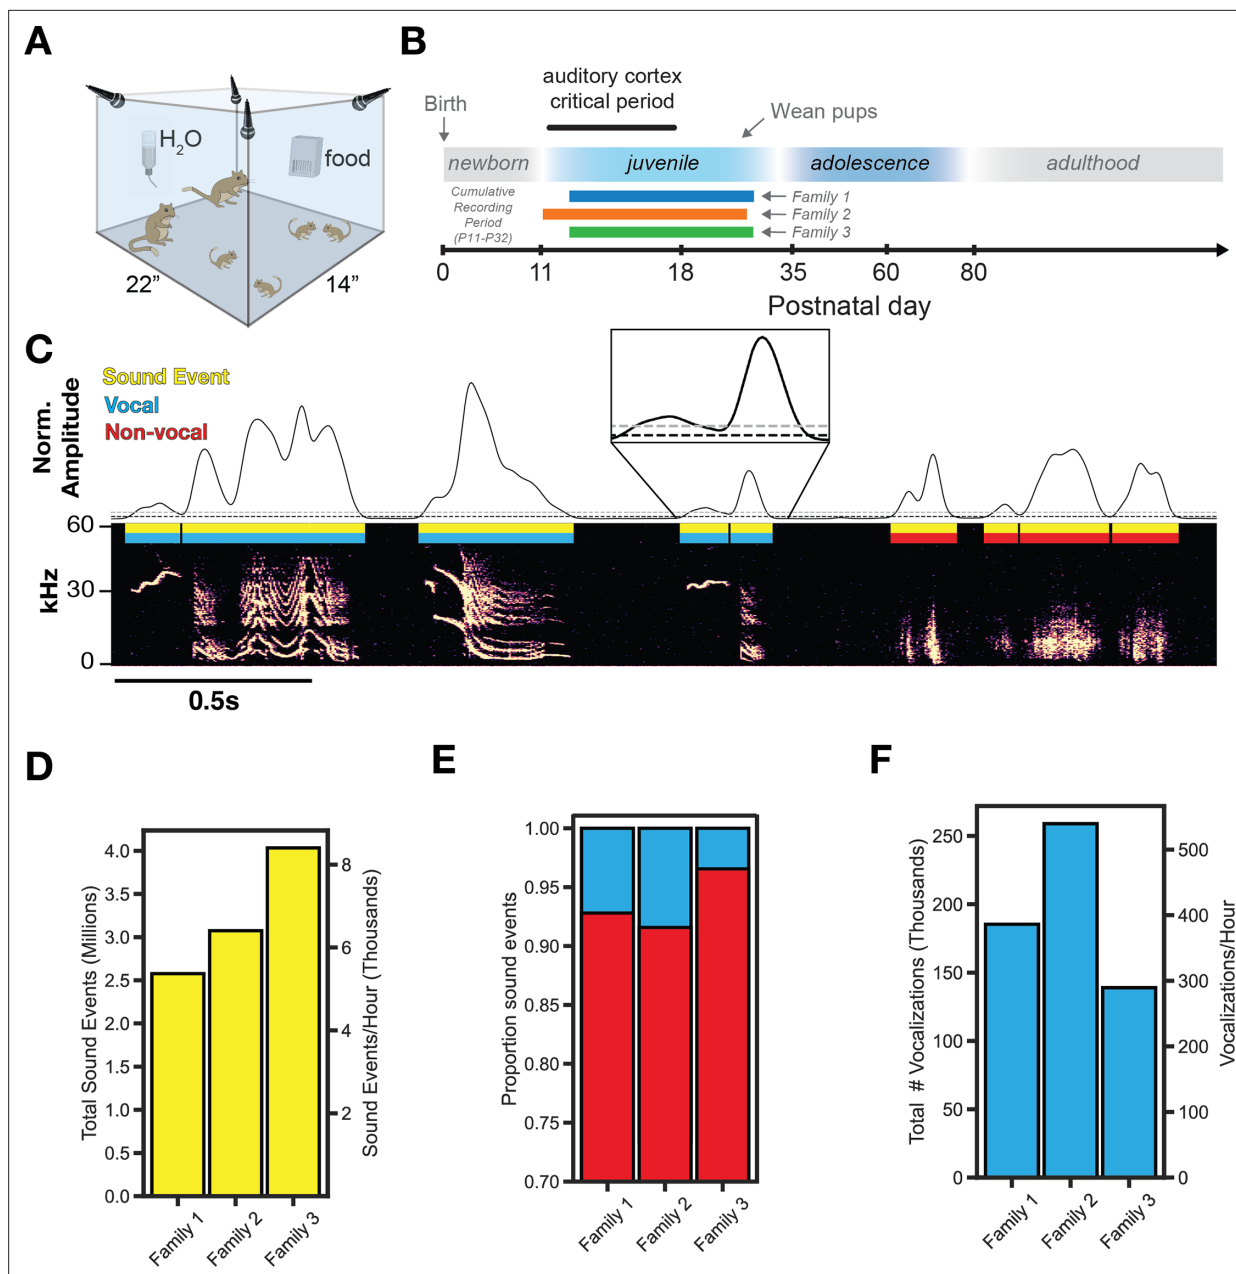 A
H2O
food
22”
14”
B
auditory cortex
critical period
Birth
Wean pups
newborn
juvenile
adolescence
adulthood
Cumulative
Recording
Period
(P11-P32)
Family 1
Family 2
Family 3
0
11
18
35
60
80
Postnatal day
C
Sound Event
Vocal
Non-vocal
Norm.
Amplitude
60
30
0
kHz
0.5s
D
Total Sound Events (Millions)
4.0
3.5
3.0
2.5
2.0
1.5
1.0
0.5
0.0
8
6
4
2
Sound Events/Hour (Thousands)
Family 1
Family 2
Family 3
E
Proportion sound events
1.00
0.95
0.90
0.85
0.80
0.75
0.70
Family 1
Family 2
Family 3
F
Total # Vocalizations (Thousands)
250
200
150
100
50
0
500
400
300
200
100
0
Vocalizations/Hour
Family 1
Family 2
Family 3